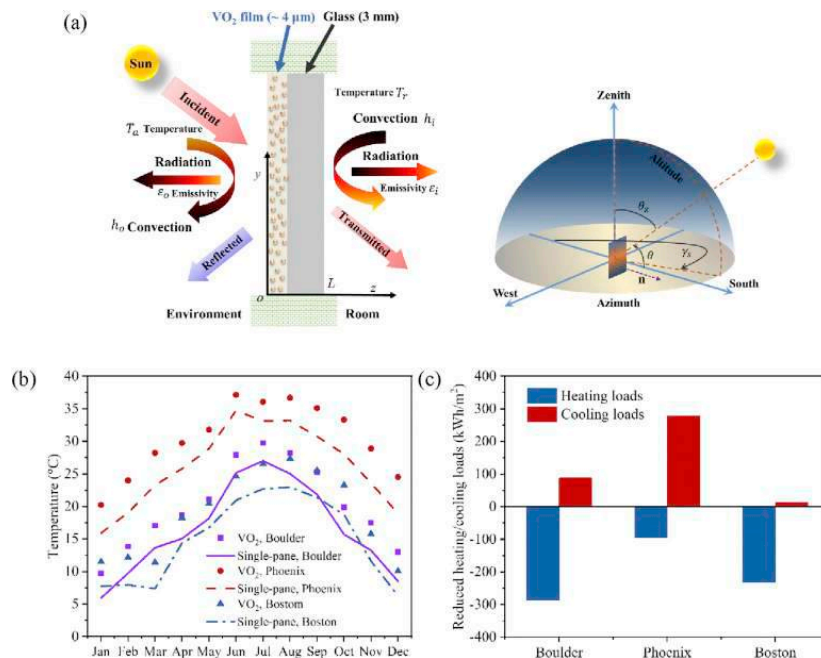 (a)
VO₂ film (~ 4 μm)
Glass (3 mm)
Sun
Incident
Temperature Tᵣ
Tₐ Temperature
Convection hᵢ
Radiation
Radiation
εₒ Emissivity
Emissivity εᵢ
hₒ Convection
Reflected
Transmitted
y
o
L
z
Environment
Room
Zenith
Altitude
θz
γs
θ
n
West
South
Azimuth
(b)
Temperature (°C)
40
35
30
25
20
15
10
5
0
VO₂, Boulder
Single-pane, Boulder
VO₂, Phoenix
Single-pane, Phoenix
VO₂, Bostom
Single-pane, Boston
Jan Feb Mar Apr May Jun Jul Aug Sep Oct Nov Dec
(c)
Reduced heating/cooling loads (kWh/m²)
400
300
200
100
0
-100
-200
-300
-400
Heating loads
Cooling loads
Boulder Phoenix Boston